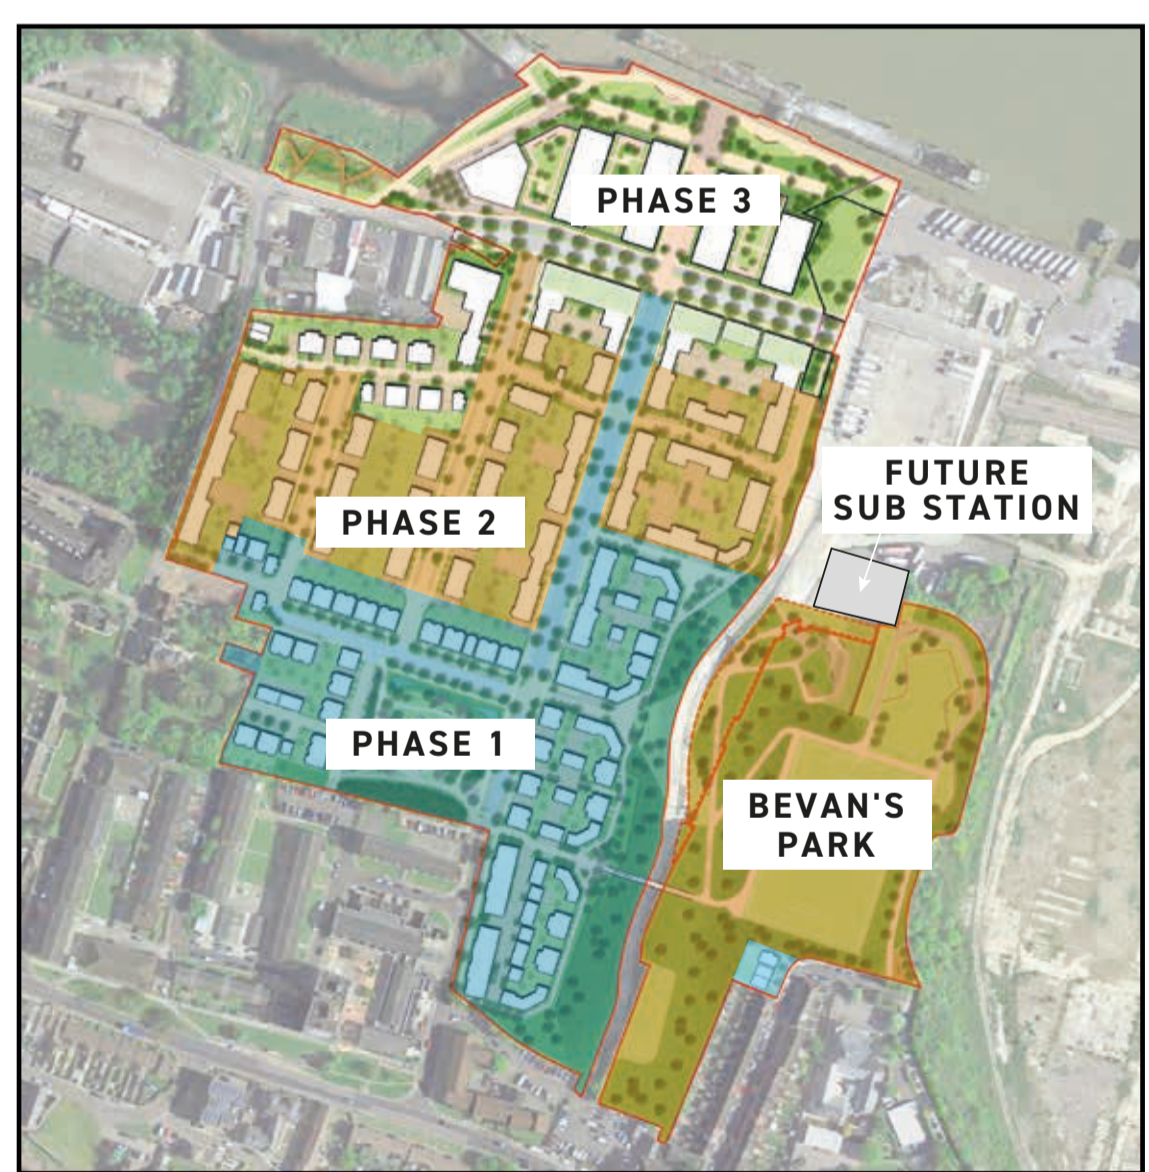 PHASE 3
FUTURE
SUB STATION
PHASE 2
PHASE 1
BEVAN'S
PARK